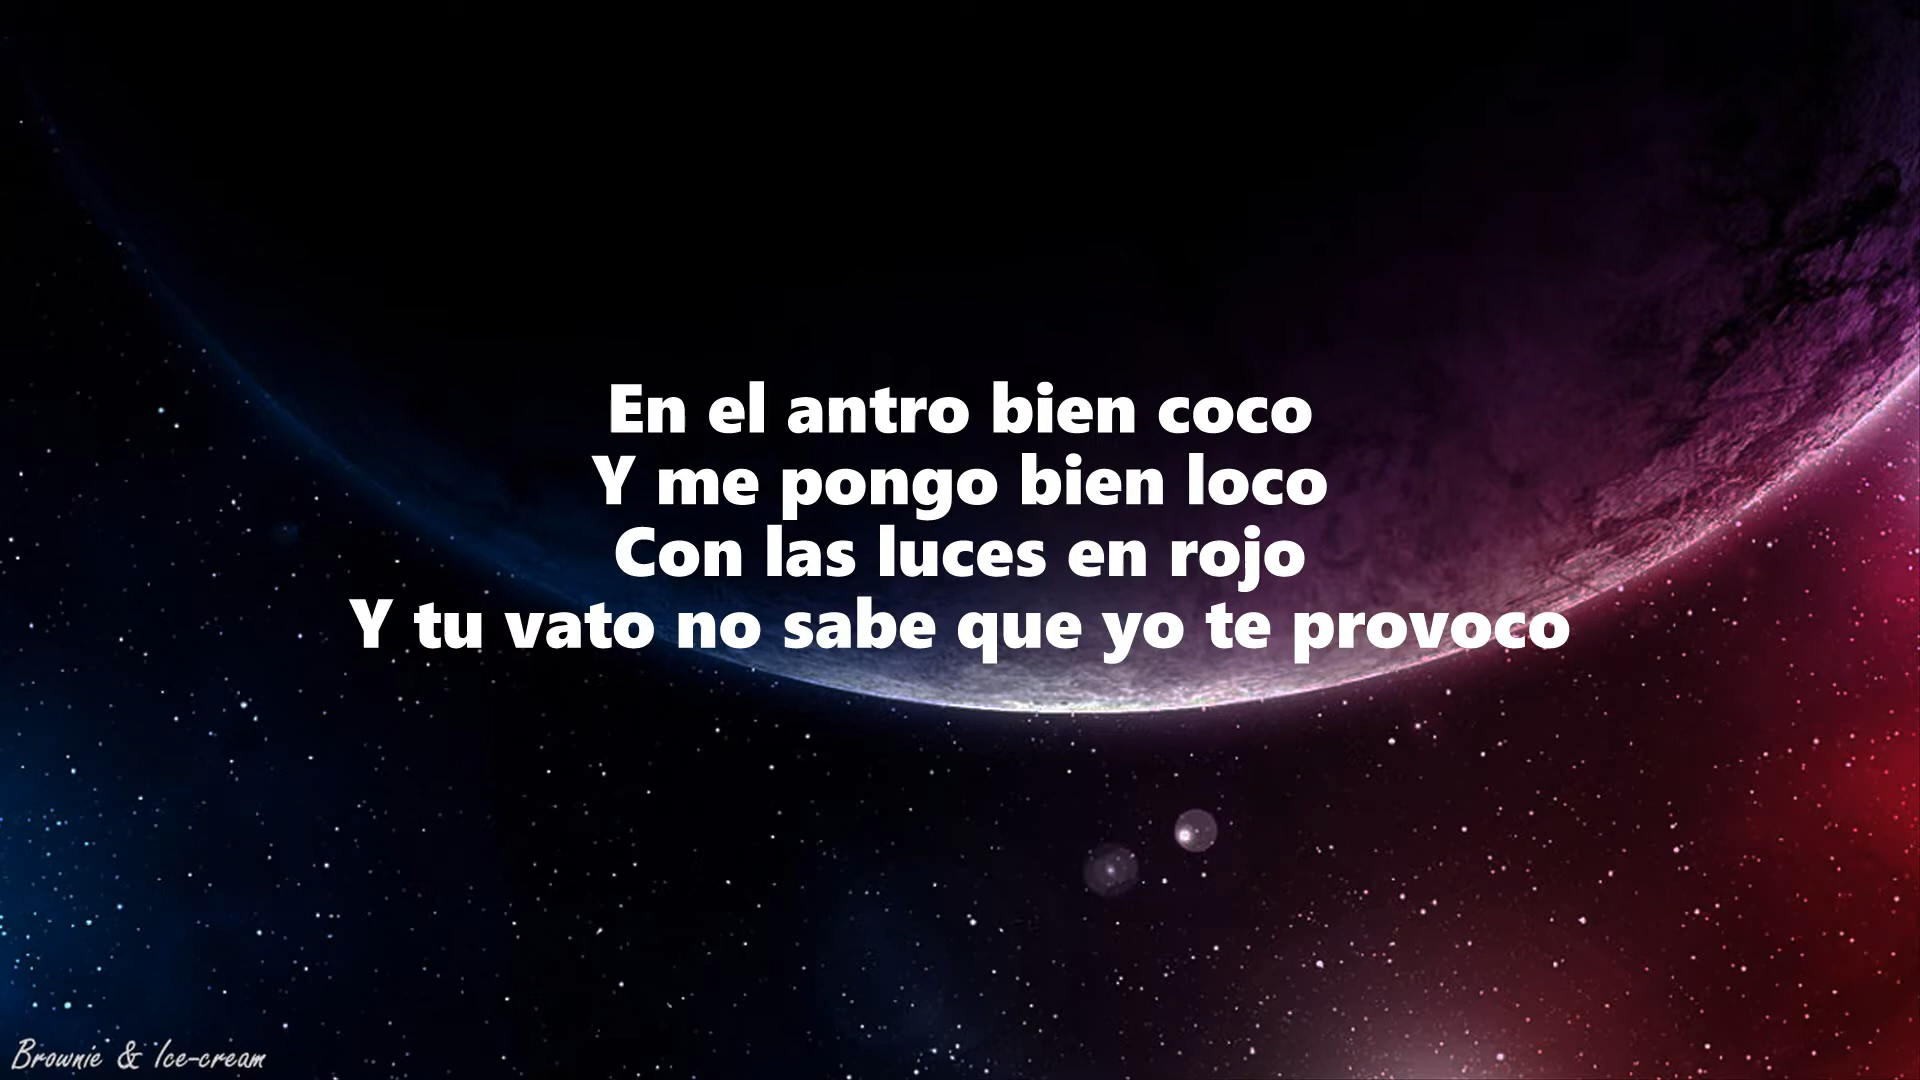 En el antro bien coco
Y me pongo bien loco
Con las luces en rojo
Y tu vato no sabe que yo te provoco
Brownie & Ice-cream